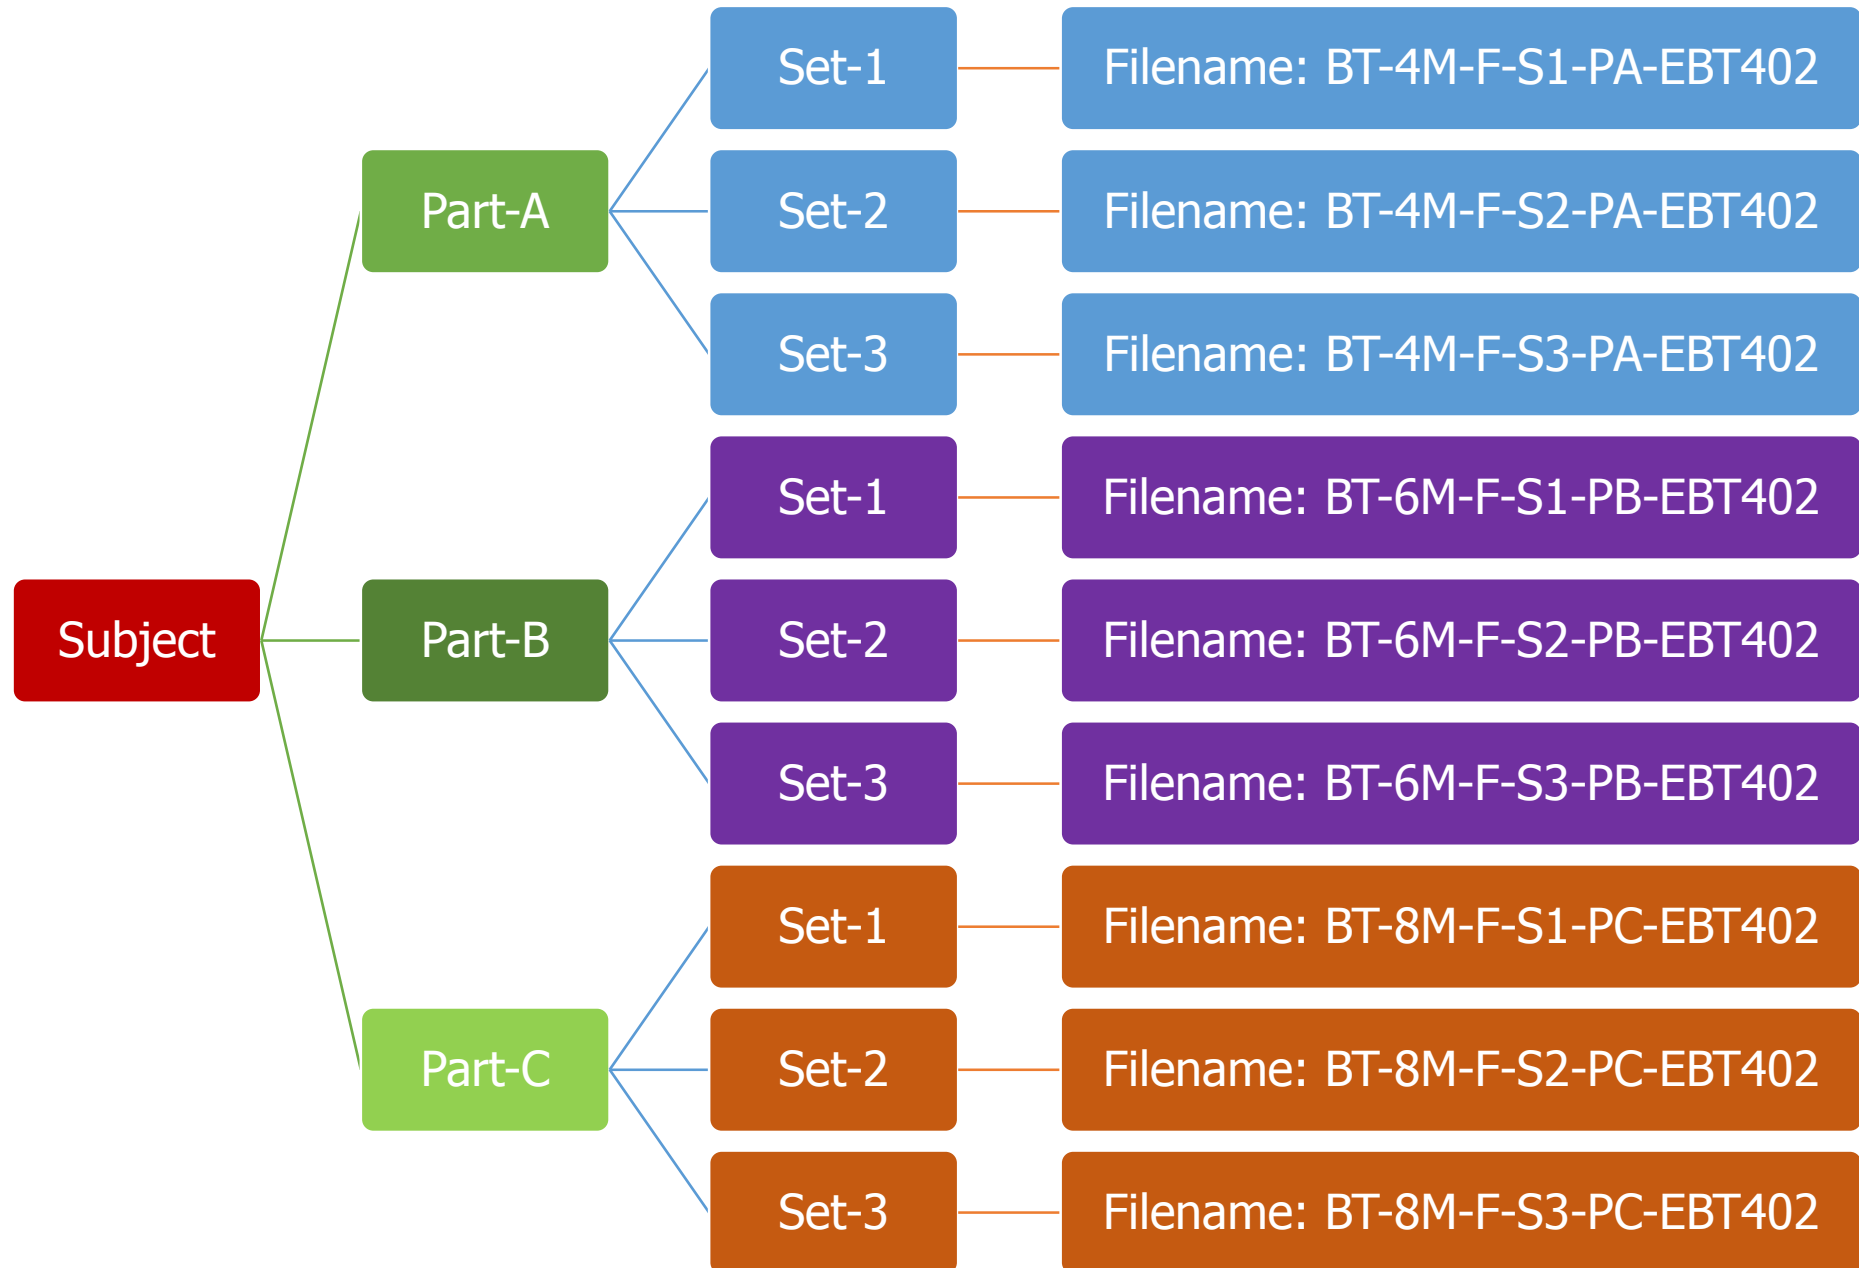 Subject
Part-A
Set-1
Filename: BT-4M-F-S1-PA-EBT402
Set-2
Filename: BT-4M-F-S2-PA-EBT402
Set-3
Filename: BT-4M-F-S3-PA-EBT402
Part-B
Set-1
Filename: BT-6M-F-S1-PB-EBT402
Set-2
Filename: BT-6M-F-S2-PB-EBT402
Set-3
Filename: BT-6M-F-S3-PB-EBT402
Part-C
Set-1
Filename: BT-8M-F-S1-PC-EBT402
Set-2
Filename: BT-8M-F-S2-PC-EBT402
Set-3
Filename: BT-8M-F-S3-PC-EBT402